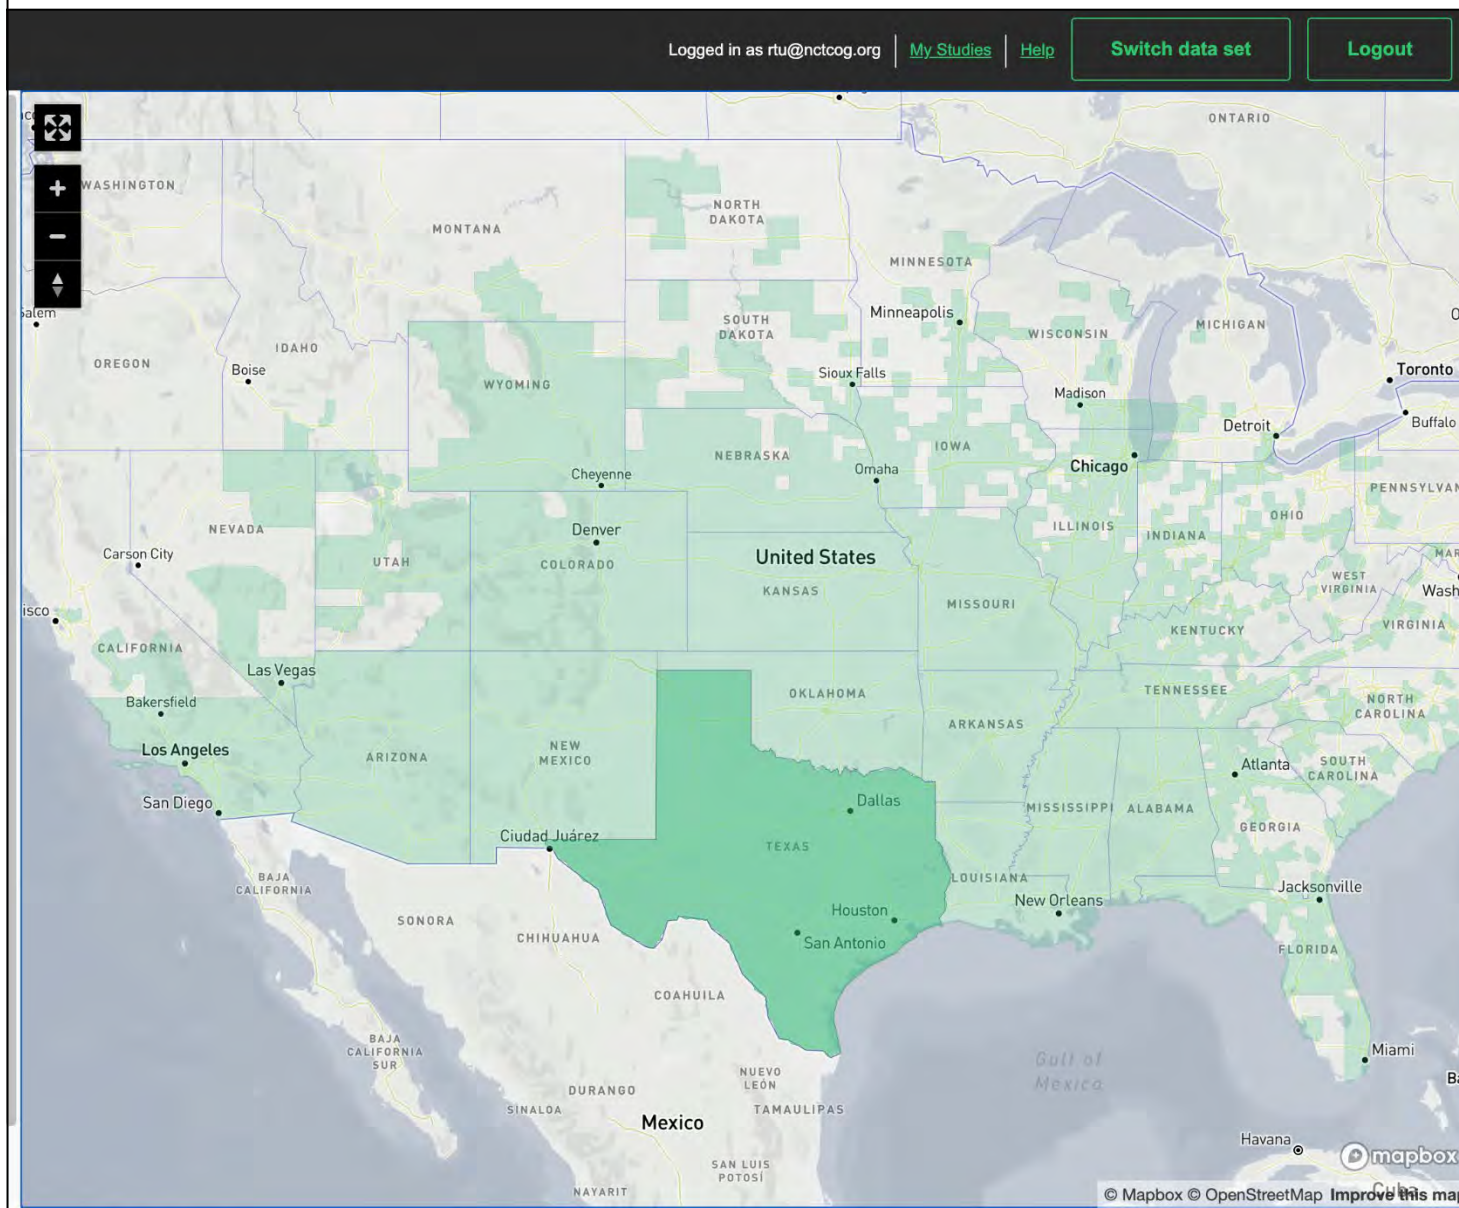 Logged in as rtu@nctcog.org
My Studies
Help
Switch data set
Logout
ONTARIO
WASHINGTON
MONTANA
NORTH
DAKOTA
MINNESOTA
Salem
OREGON
IDAHO
Boise
WYOMING
SOUTH
DAKOTA
Minneapolis
WISCONSIN
MICHIGAN
Toronto
Sioux Falls
Madison
Detroit
Buffalo
NEBRASKA
IOWA
Omaha
Chicago
Cheyenne
PENNSYLVAN
NEVADA
Carson City
UTAH
Denver
COLORADO
United States
KANSAS
MISSOURI
ILLINOIS
INDIANA
OHIO
MAR
WEST
VIRGINIA
Wash
isco
CALIFORNIA
Las Vegas
KENTUCKY
VIRGINIA
Bakersfield
OKLAHOMA
TENNESSEE
NORTH
CAROLINA
Los Angeles
ARIZONA
NEW
MEXICO
ARKANSAS
Atlanta
SOUTH
CAROLINA
San Diego
Dallas
MISSISSIPPI
ALABAMA
GEORGIA
Ciudad Juárez
TEXAS
BAJA
CALIFORNIA
LOUISIANA
Jacksonville
New Orleans
SONORA
CHIHUAHUA
Houston
San Antonio
FLORIDA
COAHUILA
BAJA
CALIFORNIA
SUR
Gulf of
Mexico
Miami
NUEVO
LEÓN
DURANGO
SINALOA
TAMAULIPAS
Mexico
Havana
mapbox
SAN LUIS
POTOSÍ
NAYARIT
Cuba
© Mapbox © OpenStreetMap Improve this map